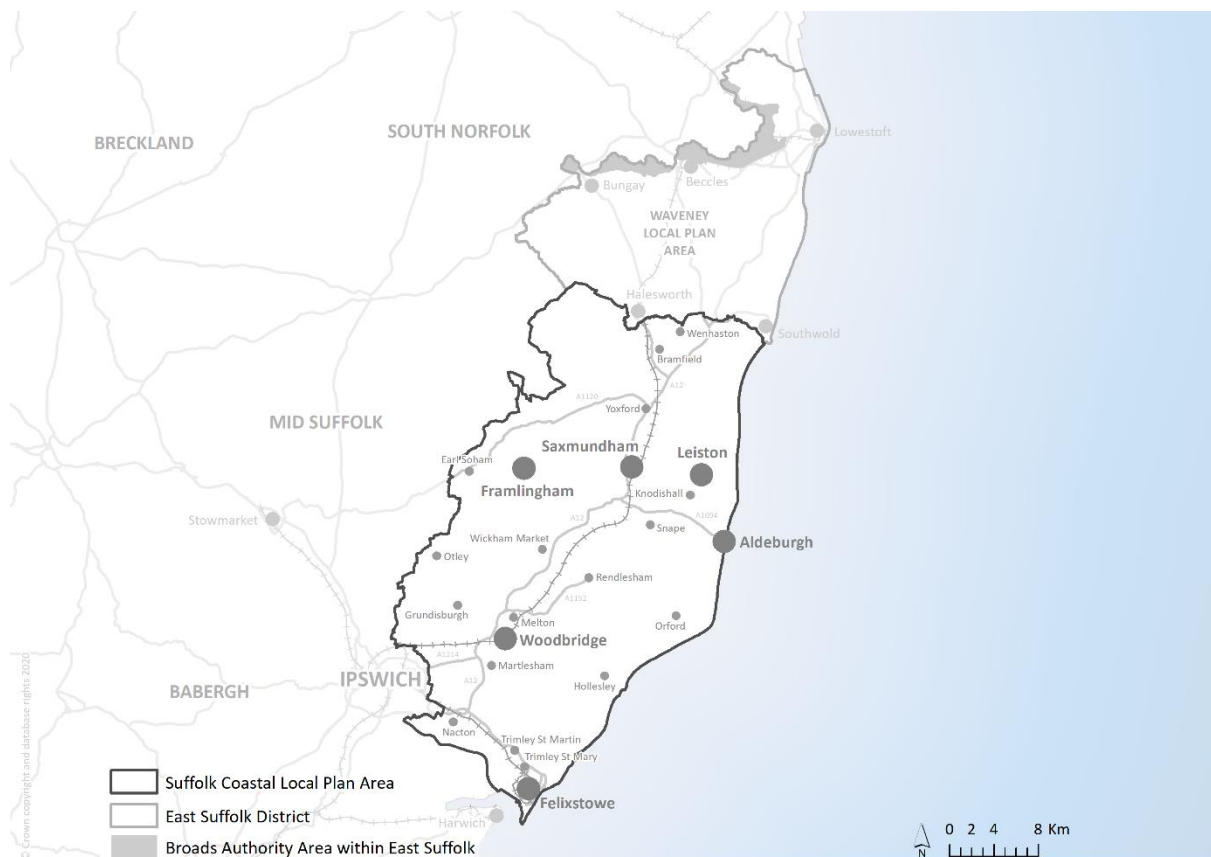 BRECKLAND
SOUTH NORFOLK
Lowestoft
Bungay
Beccles
WAVENEY
LOCAL PLAN
AREA
Halesworth
Southwold
Wenhaston
Bramfield
A12
A1120
Yoxford
MID SUFFOLK
Saxmundham
Leiston
Earl Soham
Framlingham
Knodishall
Stowmarket
A12
A1094
Snape
Wickham Market
Aldeburgh
Otley
Rendlesham
A1152
Grundisburgh
Melton
Orford
Woodbridge
A1214
Martlesham
IPSWICH
A12
Hollesley
BABERGH
Nacton
Trimley St Martin
Trimley St Mary
Felixstowe
Harwich
Suffolk Coastal Local Plan Area
East Suffolk District
Broads Authority Area within East Suffolk
N
0 2 4 8 Km
© Crown copyright and database rights 2020